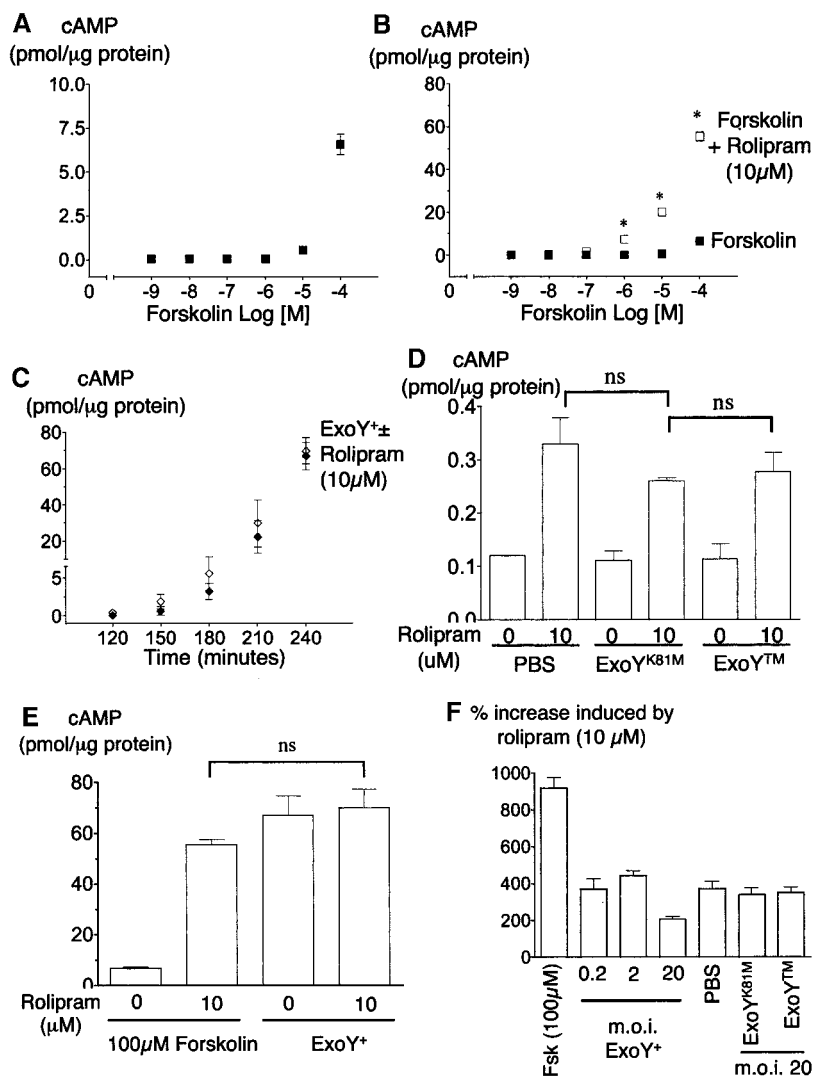 A
cAMP
(pmol/µg protein)
10.0
7.5
5.0
2.5
0.0
0
-9
-8
-7
-6
-5
-4
Forskolin Log [M]
B
cAMP
(pmol/µg protein)
80
60
40
20
0
0
-9
-8
-7
-6
-5
-4
Forskolin Log [M]
* Forskolin
+ Rolipram
(10µM)
* *
Forskolin
C
cAMP
(pmol/µg protein)
80
60
40
20
5
0
120
150
180
210
240
Time (minutes)
ExoY⁺±
Rolipram
(10µM)
D
cAMP
(pmol/µg protein)
ns
ns
0.4
0.3
0.2
0.1
0.0
Rolipram
(uM)
0
10
0
10
0
10
PBS
ExoYᴷ⁸¹ᴹ
ExoYᵀᴹ
E
cAMP
(pmol/µg protein)
ns
80
60
40
20
0
Rolipram
(µM)
0
10
0
10
100µM Forskolin
ExoY⁺
F
% increase induced by
rolipram (10 µM)
1000
800
600
400
200
0
Fsk (100µM)
0.2
2
20
m.o.i.
ExoY⁺
PBS
ExoYᴷ⁸¹ᴹ
ExoYᵀᴹ
m.o.i. 20